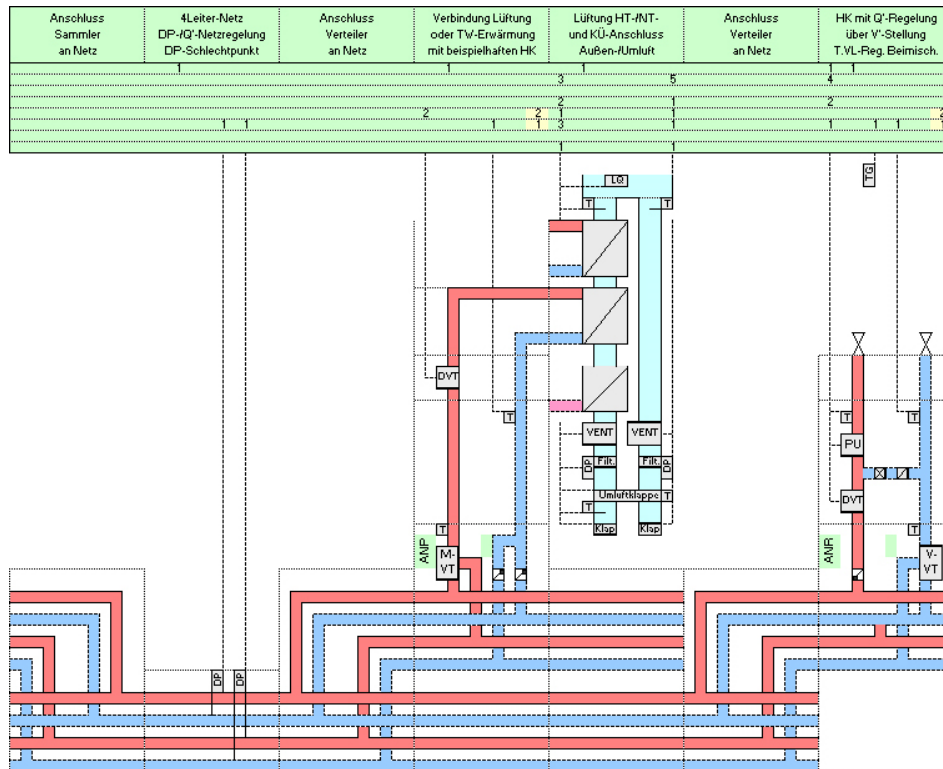 Anschluss
Sammler
an Netz
4Leiter-Netz
DP-/Q'-Netzregelung
DP-Schlechtpunkt
Anschluss
Verteiler
an Netz
Verbindung Lüftung
oder TW-Erwärmung
mit beispielhaften HK
Lüftung HT-/NT-
und KÜ-Anschluss
Außen-/Umluft
Anschluss
Verteiler
an Netz
HK mit Q'-Regelung
über V'-Stellung
T.VL-Reg. Beimisch.
1 1 1 1
3 5 4
2 1 2
2 2 1 1 2
1 1 1 1 3 1 1 1 1 1
1 1
LQ
TG
T T
DVT
T
T
T
VENT VENT
PU
DP Filt. Filt. DP
Umluftklappe T
DVT
T
Klap Klap
T
T
ANP
M-
VT
ANR
V-
VT
DP DP